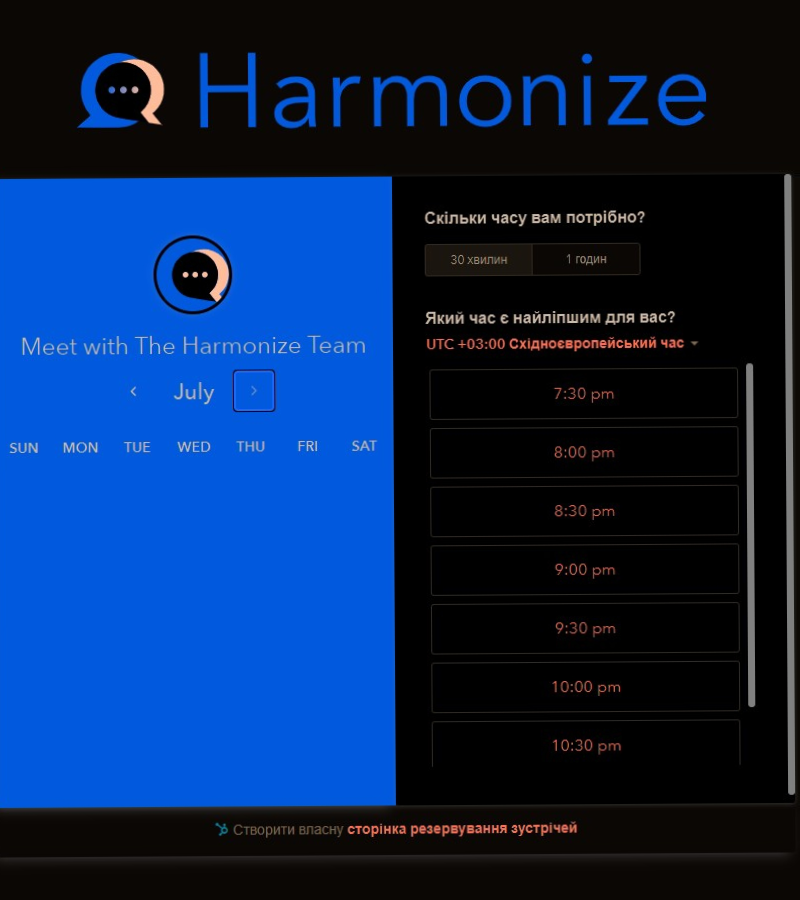 Harmonize
Meet with The Harmonize Team
July
SUN MON TUE WED THU FRI SAT
Скільки часу вам потрібно?
30 хвилин 1 годин
Який час є найліпшим для вас?
UTC +03:00 Східноєвропейський час
7:30 pm
8:00 pm
8:30 pm
9:00 pm
9:30 pm
10:00 pm
10:30 pm
Створити власну сторінка резервування зустрічей